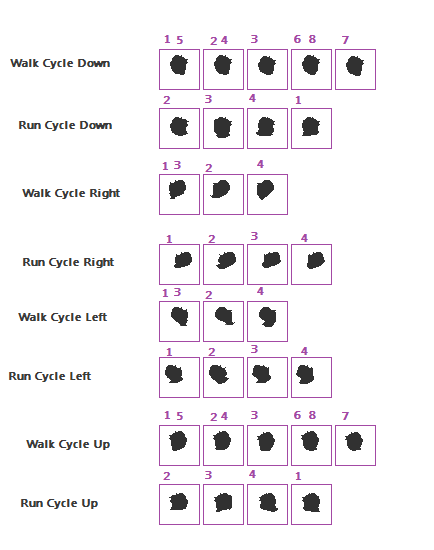 1 5 2 4 3 6 8 7
Walk Cycle Down
2 3 4 1
Run Cycle Down
1 3 2 4
Walk Cycle Right
1 2 3 4
Run Cycle Right
1 3 2 4
Walk Cycle Left
1 2 3 4
Run Cycle Left
1 5 2 4 3 6 8 7
Walk Cycle Up
2 3 4 1
Run Cycle Up